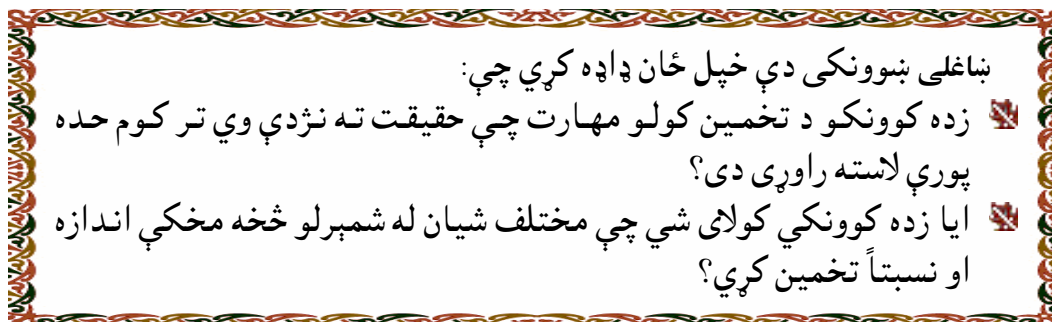 ښاغلی ښوونکی دې خپل ځان ډاډه کړي چې:
زده کوونکو د تخمین کولو مهارت چې حقیقت ته نژدې وي تر کوم حده
پورې لاسته راوړی دی؟
ایا زده کوونکي کولای شي چې مختلف شیان له شمېرلو څخه مخکې اندازه
او نسبتاً تخمین کړي؟